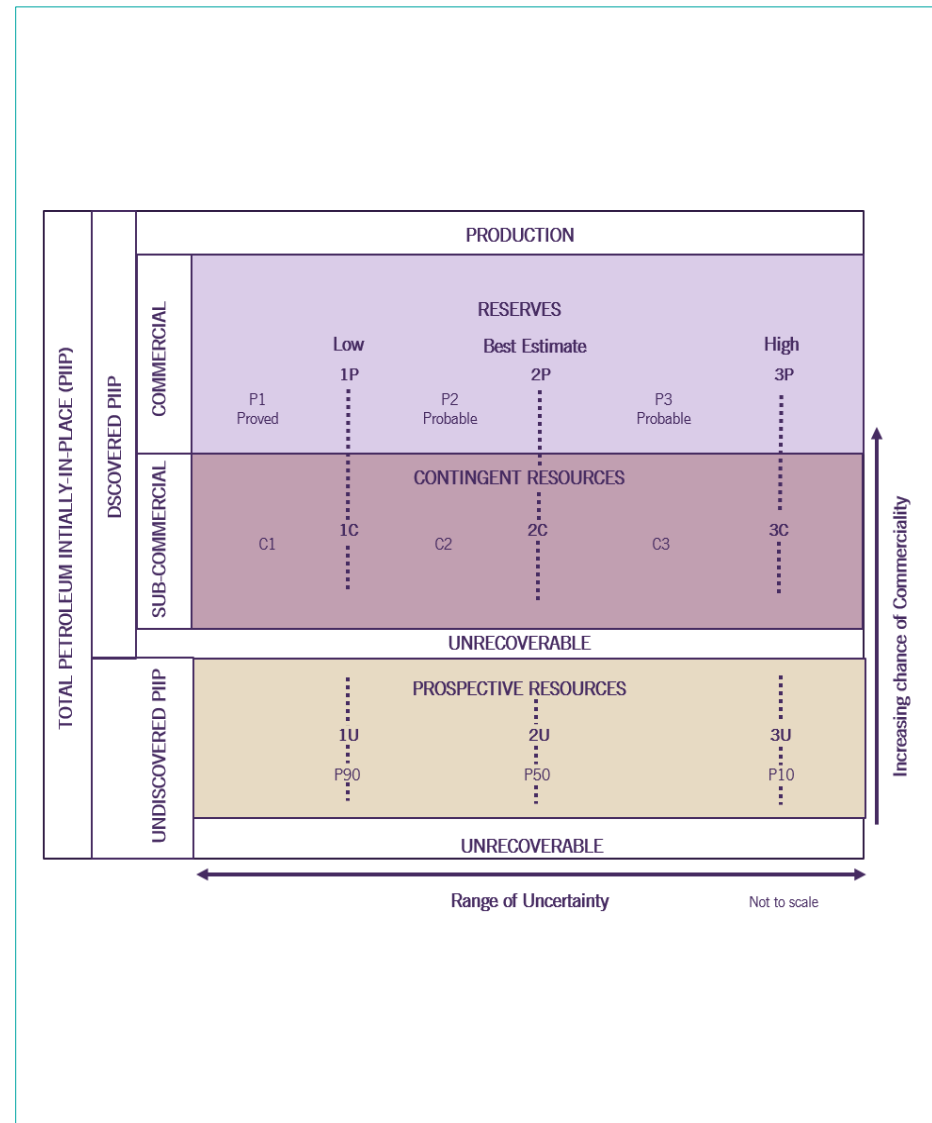 TOTAL PETROLEUM INTIALLY-IN-PLACE (PIIP)
DSCOVERED PIIP
UNDISCOVERED PIIP
COMMERCIAL
SUB-COMMERCIAL
PRODUCTION
RESERVES
Low
Best Estimate
High
1P
2P
3P
P1
Proved
P2
Probable
P3
Probable
CONTINGENT RESOURCES
1C
2C
3C
C1
C2
C3
UNRECOVERABLE
PROSPECTIVE RESOURCES
1U
2U
3U
P90
P50
P10
UNRECOVERABLE
Increasing chance of Commerciality
Range of Uncertainty
Not to scale